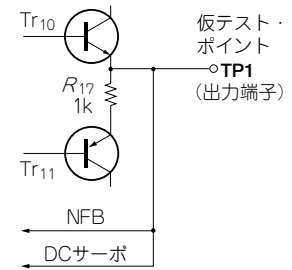 Tr10
仮テスト・
ポイント
TP1
(出力端子)
R17
1k
Tr11
NFB
DCサーボ